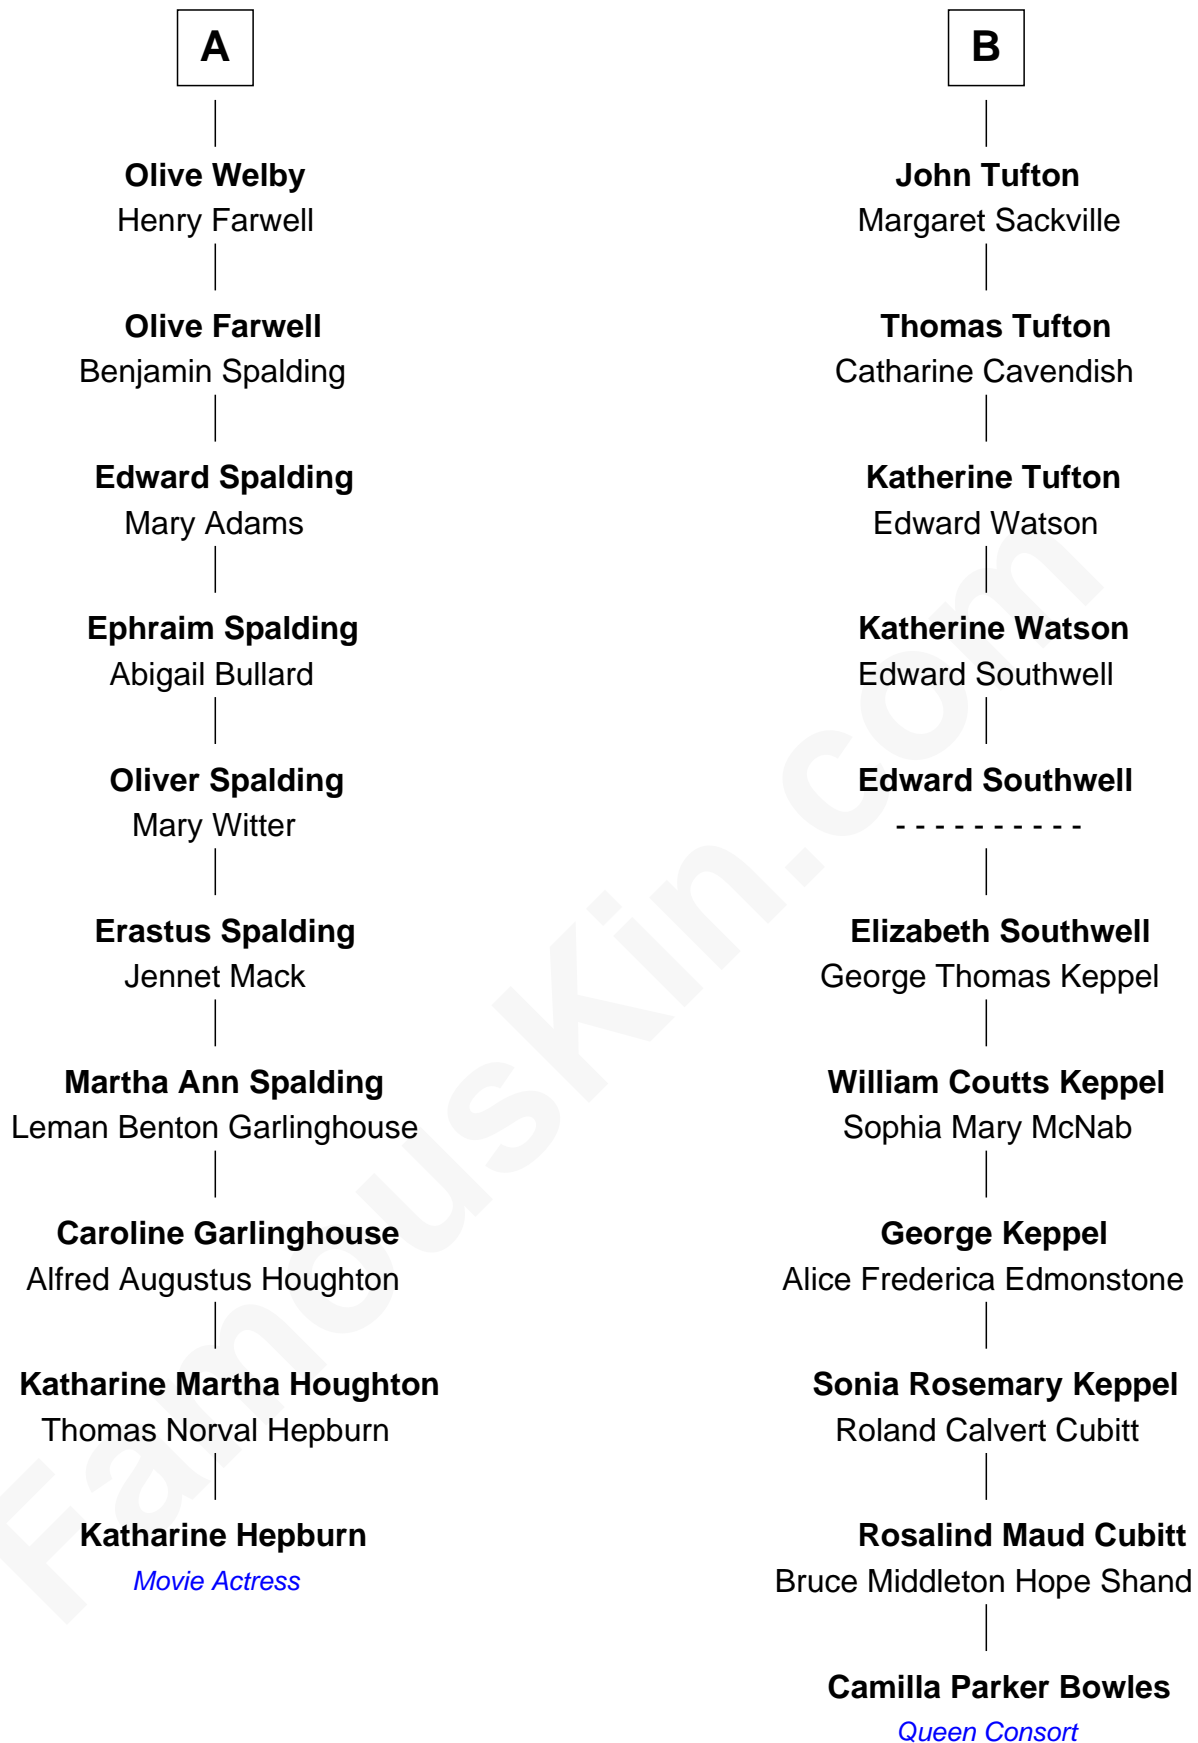 A
Olive Welby
Henry Farwell
Olive Farwell
Benjamin Spalding
Edward Spalding
Mary Adams
Ephraim Spalding
Abigail Bullard
Oliver Spalding
Mary Witter
Erastus Spalding
Jennet Mack
Martha Ann Spalding
Leman Benton Garlinghouse
Caroline Garlinghouse
Alfred Augustus Houghton
Katharine Martha Houghton
Thomas Norval Hepburn
Katharine Hepburn
Movie Actress
B
John Tufton
Margaret Sackville
Thomas Tufton
Catharine Cavendish
Katherine Tufton
Edward Watson
Katherine Watson
Edward Southwell
Edward Southwell
- - - - - - - - - -
Elizabeth Southwell
George Thomas Keppel
William Coutts Keppel
Sophia Mary McNab
George Keppel
Alice Frederica Edmonstone
Sonia Rosemary Keppel
Roland Calvert Cubitt
Rosalind Maud Cubitt
Bruce Middleton Hope Shand
Camilla Parker Bowles
Queen Consort
FamousKin.com